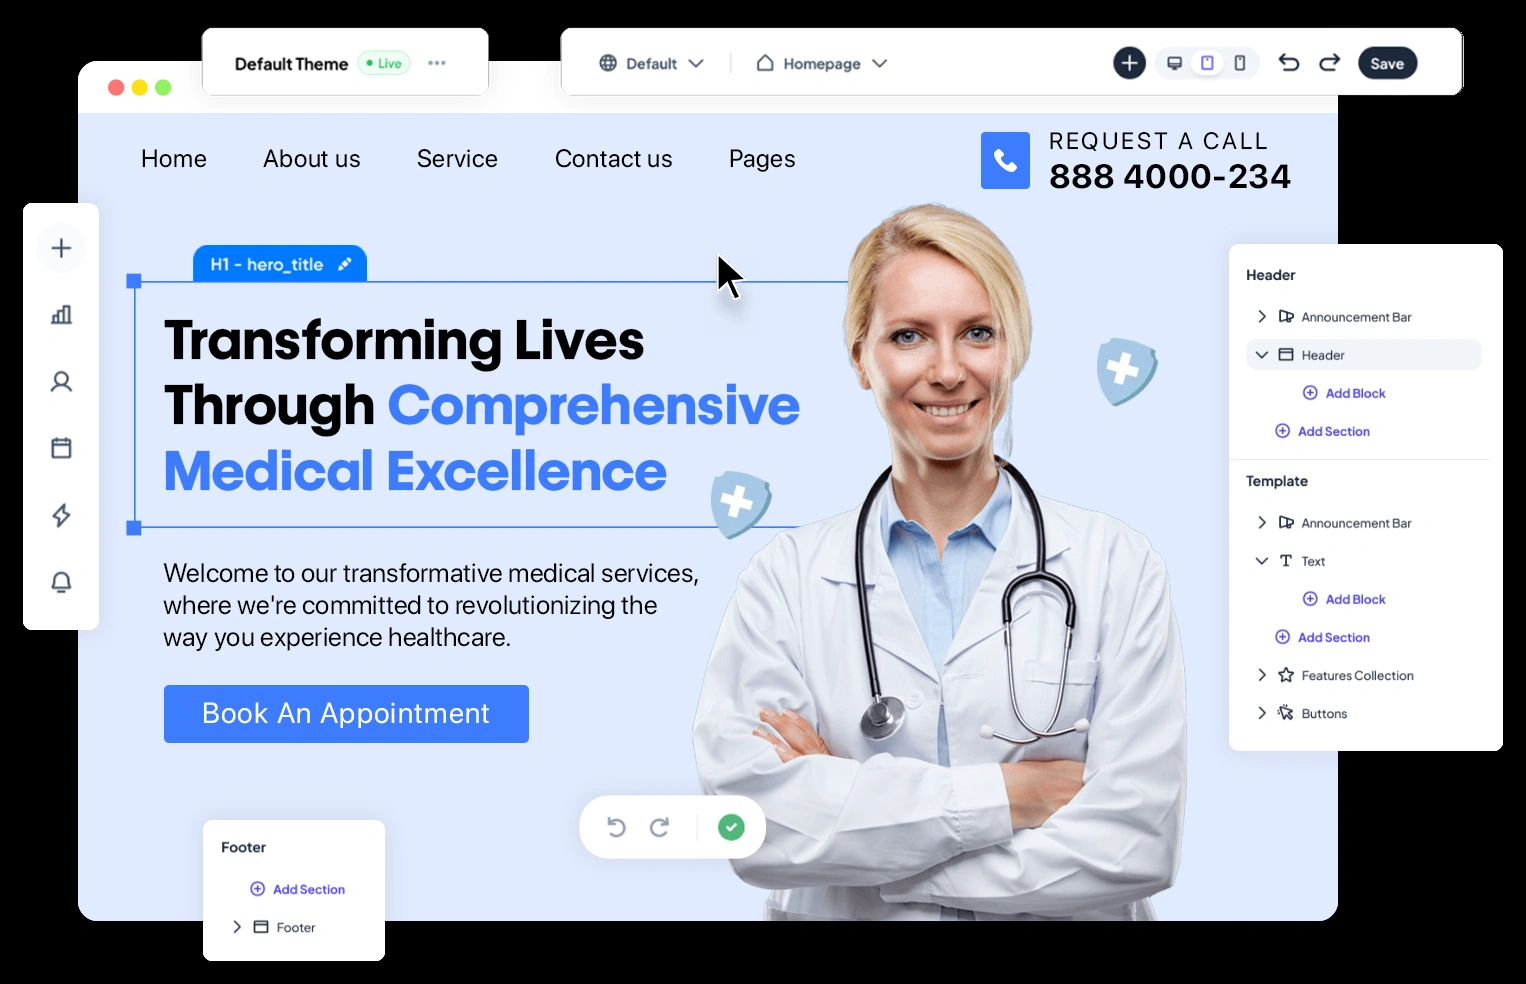 Default Theme
Live
Default
Homepage
Save
Home
About us
Service
Contact us
Pages
REQUEST A CALL
888 4000-234
H1 - hero_title
Transforming Lives
Through Comprehensive
Medical Excellence
Welcome to our transformative medical services,
where we're committed to revolutionizing the
way you experience healthcare.
Book An Appointment
Header
Announcement Bar
Header
Add Block
Add Section
Template
Announcement Bar
Text
Add Block
Add Section
Features Collection
Buttons
Footer
Add Section
Footer